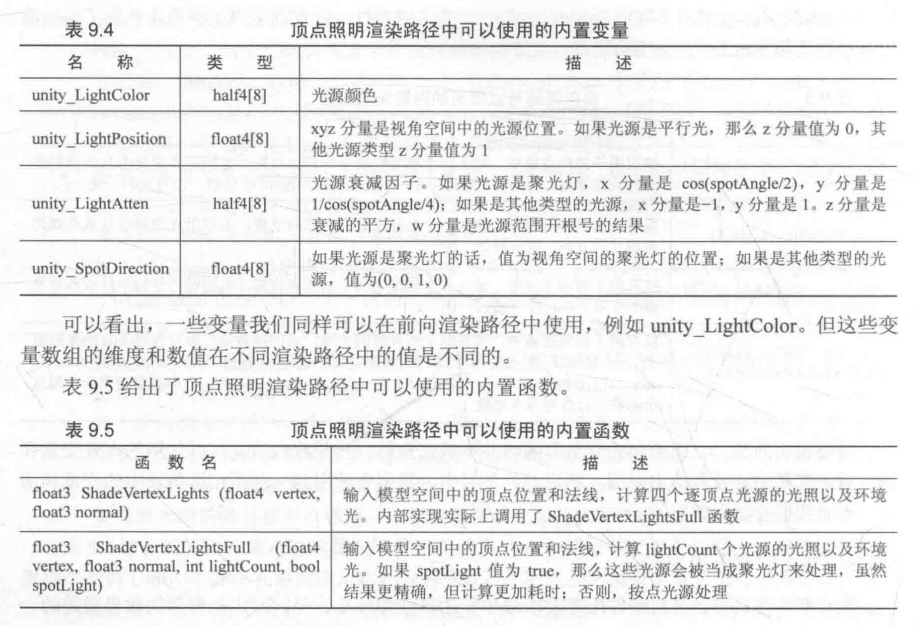 表 9.4 顶点照明渲染路径中可以使用的内置变量
名 称 类 型 描 述
unity_LightColor half4[8] 光源颜色
unity_LightPosition float4[8] xyz 分量是视角空间中的光源位置。如果光源是平行光，那么 z 分量值为 0，其
他光源类型 z 分量值为 1
unity_LightAtten half4[8] 光源衰减因子。如果光源是聚光灯，x 分量是 cos(spotAngle/2)，y 分量是
1/cos(spotAngle/4)；如果是其他类型的光源，x 分量是−1，y 分量是 1。z 分量是
衰减的平方，w 分量是光源范围开根号的结果
unity_SpotDirection float4[8] 如果光源是聚光灯的话，值为视角空间的聚光灯的位置；如果是其他类型的光
源，值为(0, 0, 1, 0)
可以看出，一些变量我们同样可以在前向渲染路径中使用，例如 unity_LightColor。但这些变
量数组的维度和数值在不同渲染路径中的值是不同的。
表 9.5 给出了顶点照明渲染路径中可以使用的内置函数。
表 9.5 顶点照明渲染路径中可以使用的内置函数
函 数 名 描 述
float3 ShadeVertexLights (float4 vertex,
float3 normal)
输入模型空间中的顶点位置和法线，计算四个逐顶点光源的光照以及环境
光。内部实现实际上调用了 ShadeVertexLightsFull 函数
float3 ShadeVertexLightsFull (float4
vertex, float3 normal, int lightCount, bool
spotLight)
输入模型空间中的顶点位置和法线，计算 lightCount 个光源的光照以及环境
光。如果 spotLight 值为 true，那么这些光源会被当成聚光灯来处理，虽然
结果更精确，但计算更加耗时；否则，按点光源处理